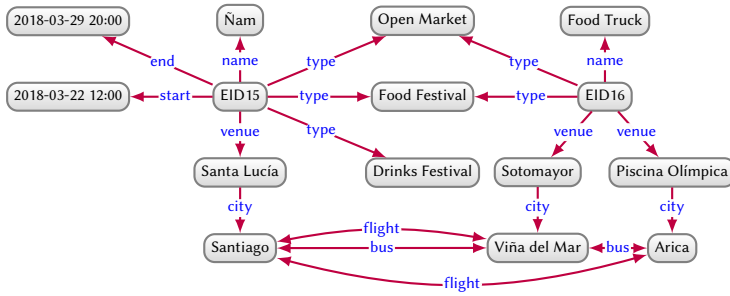 2018-03-29 20:00
Ñam
Open Market
Food Truck
end
name
type
type
name
2018-03-22 12:00
start
EID15
type
Food Festival
type
EID16
venue
type
venue
venue
Santa Lucía
Drinks Festival
Sotomayor
Piscina Olímpica
city
city
city
flight
Santiago
bus
Viña del Mar
bus
Arica
flight